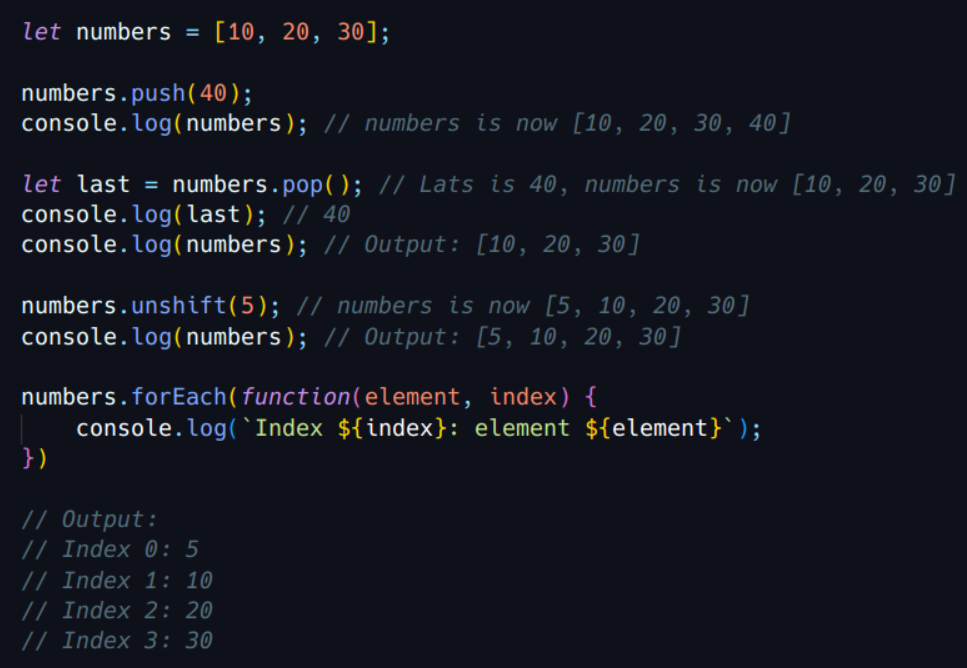 let numbers = [10, 20, 30];
numbers.push(40);
console.log(numbers); // numbers is now [10, 20, 30, 40]
let last = numbers.pop(); // Lats is 40, numbers is now [10, 20, 30]
console.log(last); // 40
console.log(numbers); // Output: [10, 20, 30]
numbers.unshift(5); // numbers is now [5, 10, 20, 30]
console.log(numbers); // Output: [5, 10, 20, 30]
numbers.forEach(function(element, index) {
    console.log(`Index ${index}: element ${element}`);
})
// Output:
// Index 0: 5
// Index 1: 10
// Index 2: 20
// Index 3: 30